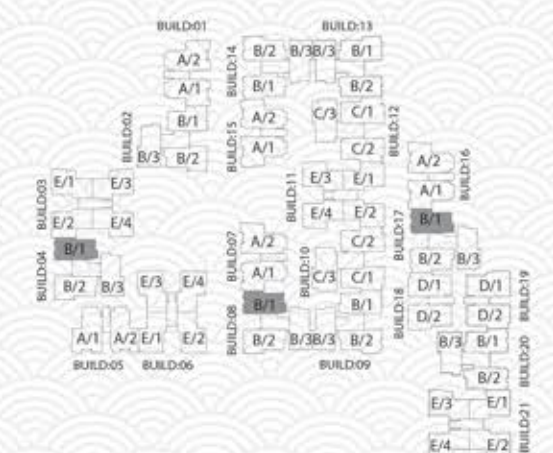 BUILD:01
A/2
A/1
BUILD:02
B/1
B/3 B/2
BUILD:03
E/1 E/3
E/2 E/4
BUILD:04
B/1
B/2 B/3
A/1 A/2
BUILD:05
E/3 E/4
E/1 E/2
BUILD:06
BUILD:07
A/2
A/1
BUILD:08
B/1
B/2 B/3 B/3 B/2
BUILD:09
B/1
BUILD:10
C/2
C/3 C/1
BUILD:11
E/3 E/1
E/4 E/2
BUILD:12
C/3 C/1
C/2
BUILD:13
B/2 B/3 B/3 B/1
BUILD:14
B/1 B/2
BUILD:15
A/2
A/1
BUILD:16
A/2
A/1
BUILD:17
B/1
B/2 B/3
BUILD:18
D/1
D/2
BUILD:19
D/1
D/2
BUILD:20
B/3 B/1
B/2
BUILD:21
E/3 E/1
E/4 E/2